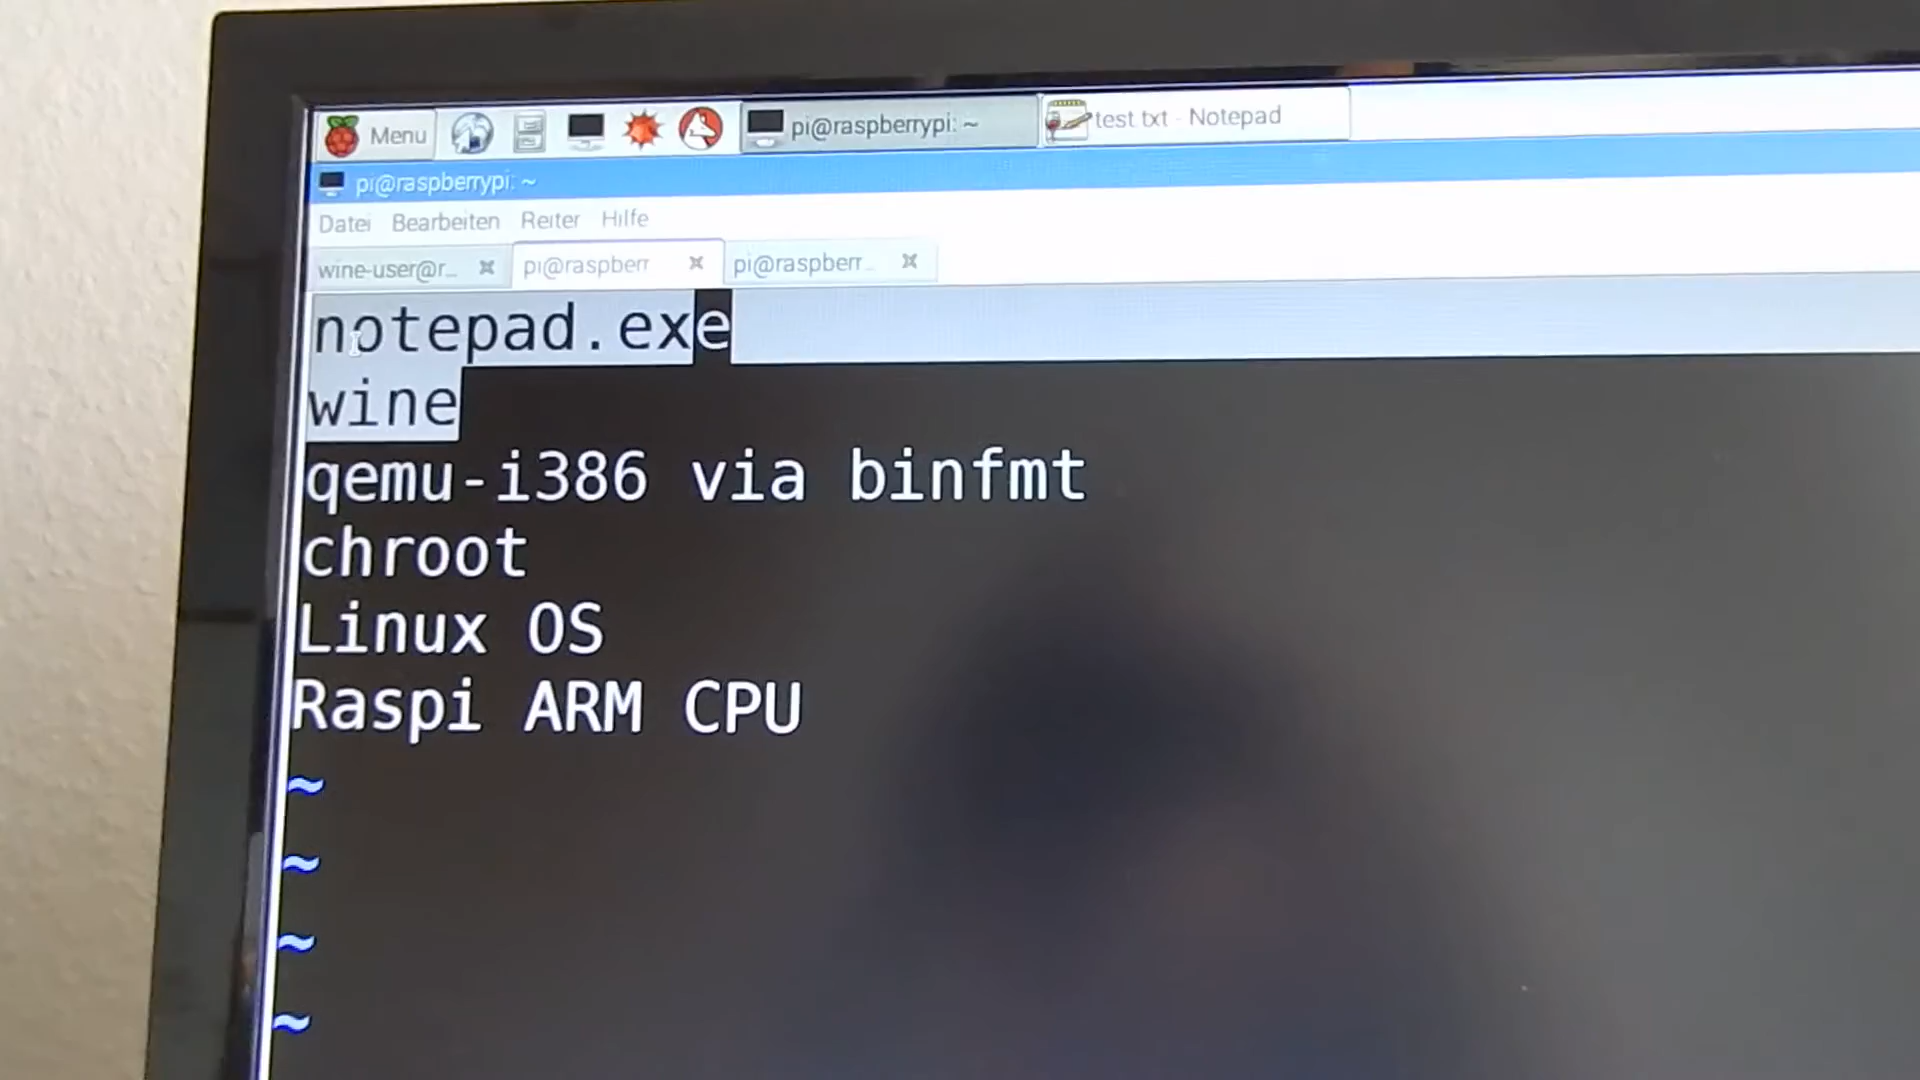 Menu pi@raspberrypi: ~ test.txt - Notepad
pi@raspberrypi: ~
Datei Bearbeiten Reiter Hilfe
wine-user@r... pi@raspberr pi@raspberr...
notepad.exe
wine
qemu-i386 via binfmt
chroot
Linux OS
Raspi ARM CPU
~
~
~
~